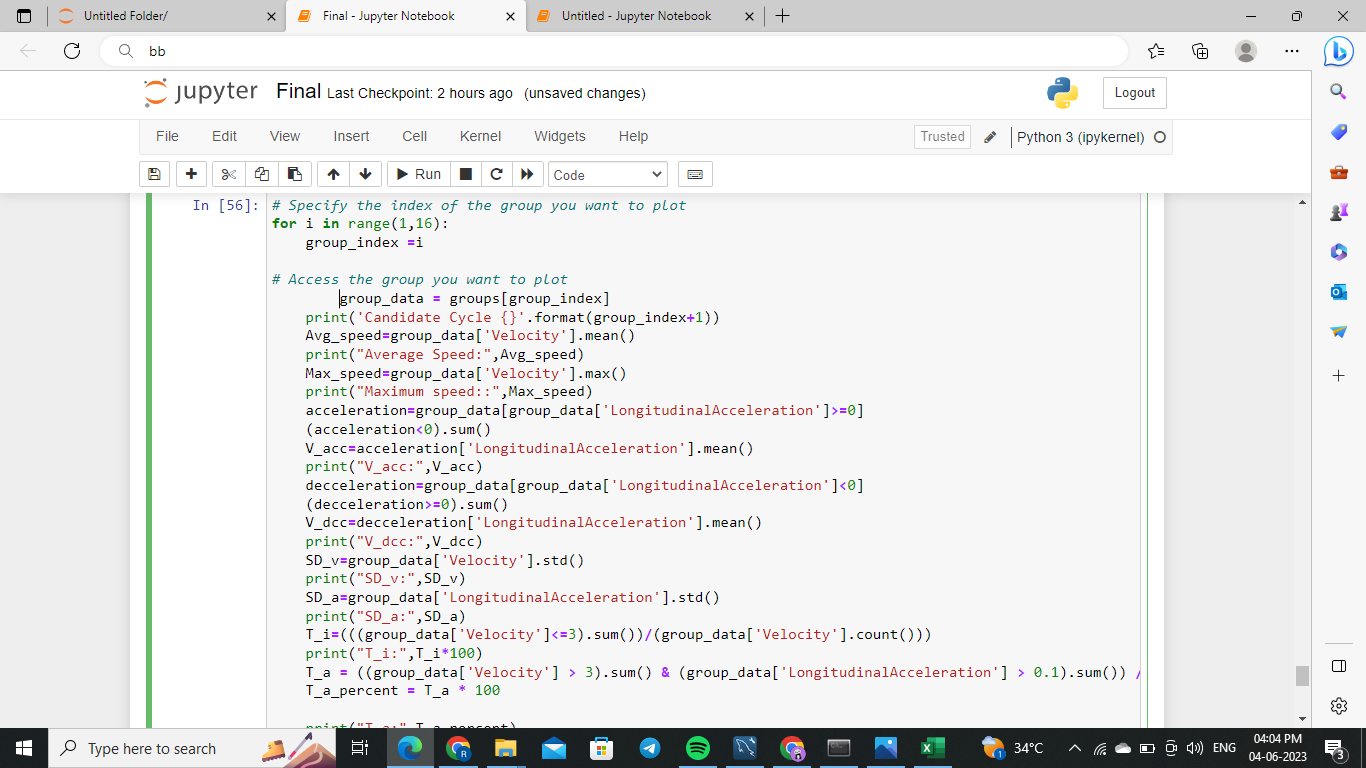 Untitled Folder/
Final - Jupyter Notebook
Untitled - Jupyter Notebook
bb
jupyter Final Last Checkpoint: 2 hours ago (unsaved changes)
Logout
File Edit View Insert Cell Kernel Widgets Help
Trusted
Python 3 (ipykernel)
Run
Code
In [56]: # Specify the index of the group you want to plot
for i in range(1,16):
    group_index =i
# Access the group you want to plot
        group_data = groups[group_index]
    print('Candidate Cycle {}'.format(group_index+1))
    Avg_speed=group_data['Velocity'].mean()
    print("Average Speed:",Avg_speed)
    Max_speed=group_data['Velocity'].max()
    print("Maximum speed::",Max_speed)
    acceleration=group_data[group_data['LongitudinalAcceleration']>=0]
    (acceleration<0).sum()
    V_acc=acceleration['LongitudinalAcceleration'].mean()
    print("V_acc:",V_acc)
    decceleration=group_data[group_data['LongitudinalAcceleration']<0]
    (decceleration>=0).sum()
    V_dcc=decceleration['LongitudinalAcceleration'].mean()
    print("V_dcc:",V_dcc)
    SD_v=group_data['Velocity'].std()
    print("SD_v:",SD_v)
    SD_a=group_data['LongitudinalAcceleration'].std()
    print("SD_a:",SD_a)
    T_i=(((group_data['Velocity']<=3).sum())/(group_data['Velocity'].count()))
    print("T_i:",T_i*100)
    T_a = ((group_data['Velocity'] > 3).sum() & (group_data['LongitudinalAcceleration'] > 0.1).sum()) /
    T_a_percent = T_a * 100
    print("T_a:",T_a_percent)
Type here to search
34°C
ENG
04:04 PM
04-06-2023
3